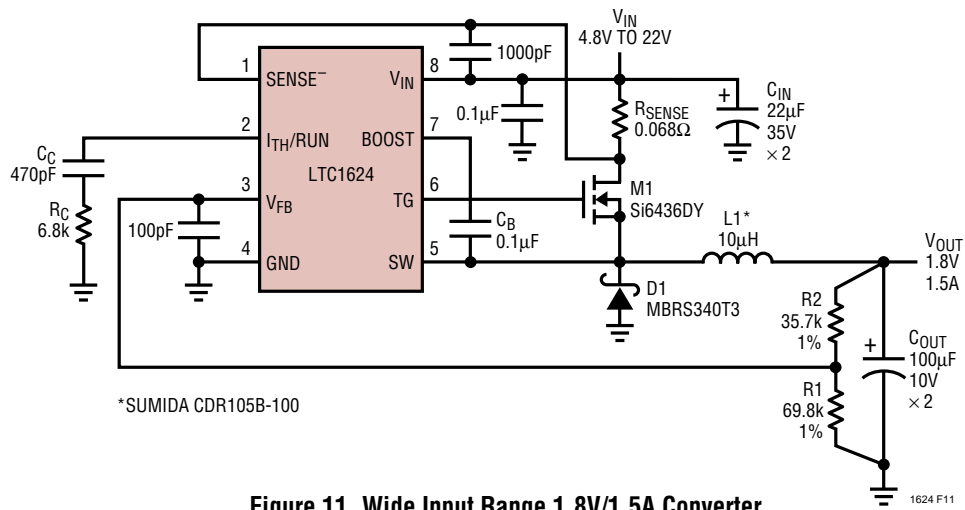 V_IN
4.8V TO 22V
1000pF
1
SENSE⁻
V_IN
8
0.1µF
R_SENSE
0.068Ω
+
C_IN
22µF
35V
× 2
2
I_TH/RUN
BOOST
7
C_C
470pF
LTC1624
3
V_FB
TG
6
M1
Si6436DY
R_C
6.8k
100pF
C_B
0.1µF
L1*
10µH
4
GND
SW
5
V_OUT
1.8V
1.5A
D1
MBRS340T3
R2
35.7k
1%
+
C_OUT
100µF
10V
× 2
R1
69.8k
1%
*SUMIDA CDR105B-100
1624 F11
Figure 11. Wide Input Range 1.8V/1.5A Converter